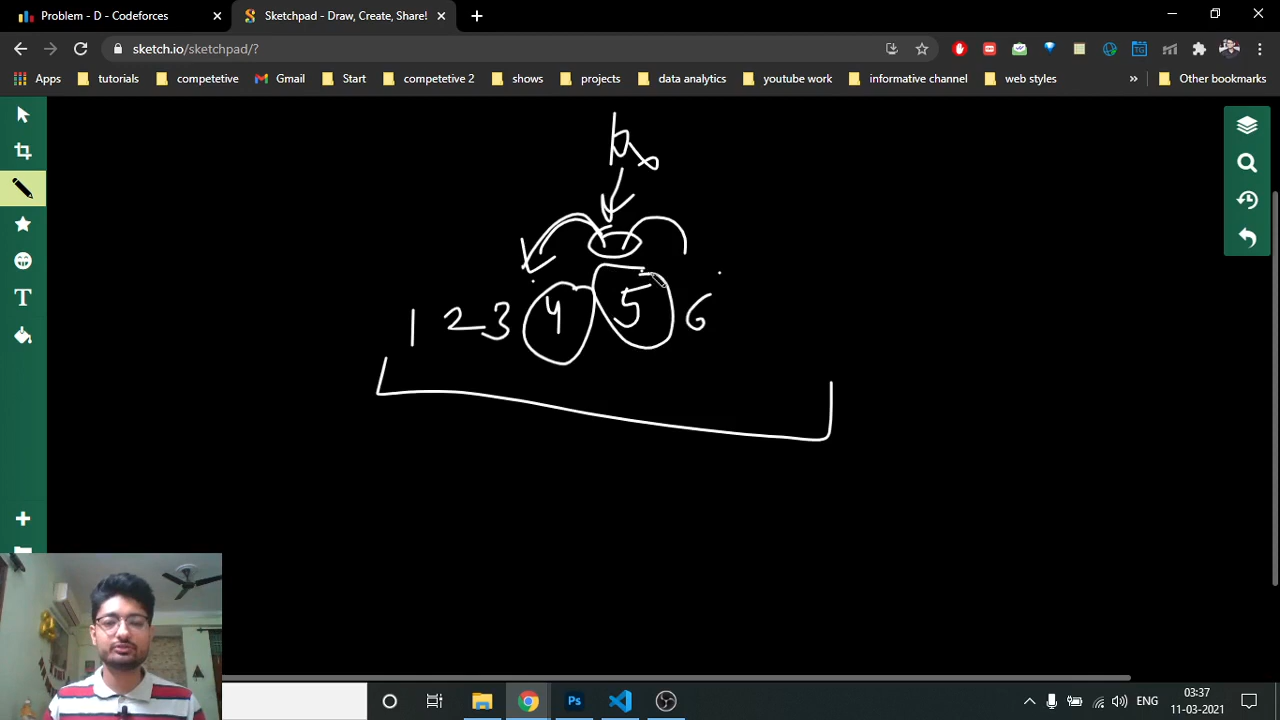 Problem - D - Codeforces
Sketchpad - Draw, Create, Share!
sketch.io/sketchpad/?
Apps tutorials competetive Gmail Start competetive 2 shows projects data analytics youtube work informative channel web styles » Other bookmarks
1 2 3 4 5 6
T
Ps
ENG
03:37
11-03-2021